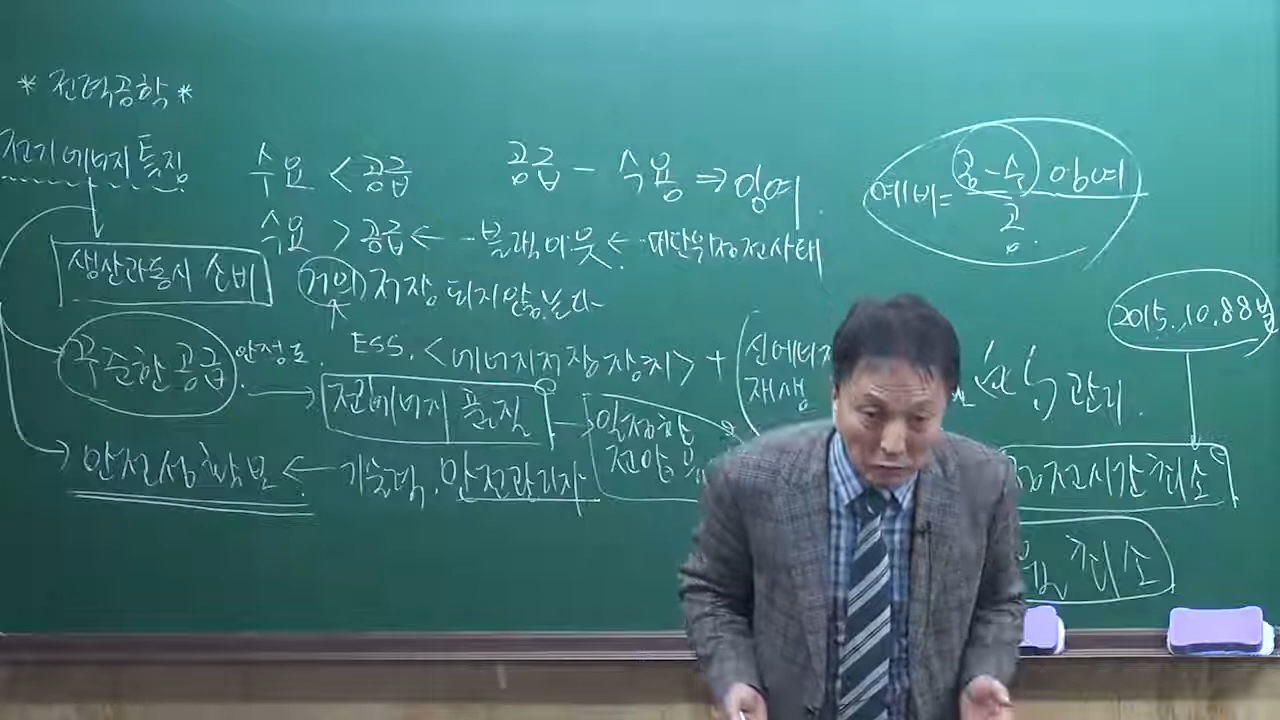 * 전력공학 *
전기에너지 특징
수요 < 공급
공급 - 수용 ⇒ 잉여.
예비 = 공-수 잉여
공.
수요 > 공급 ← 블랙아웃 ← 대단위정전사태
생산과동시 소비
거의 저장 되지않는다
2015. 10.88분
꾸준한 공급
안정도.
ESS. <에너지저장장치> +
신에너지
재생
관리.
전기에너지 품질
일정한
전압
정전시간 최소
안전성 확보 ← 기술력. 안전관리자
최소